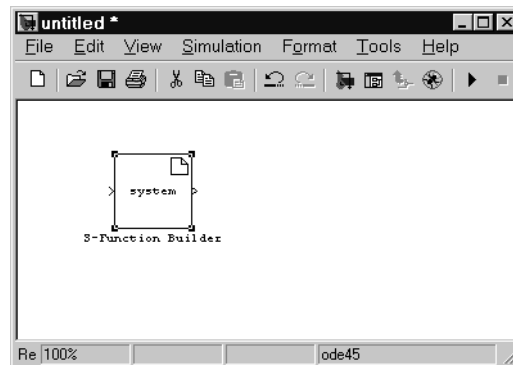 untitled *
File Edit View Simulation Format Tools Help
system
S-Function Builder
Re 100% ode45